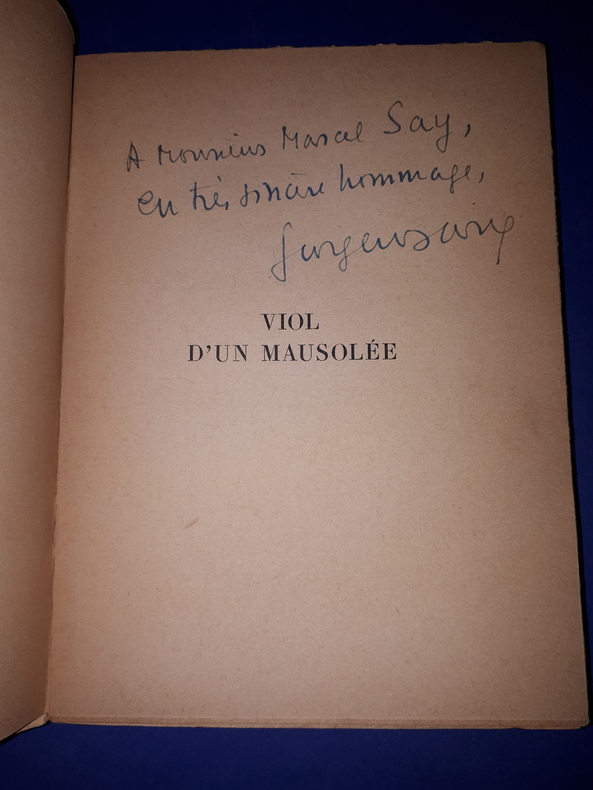 A Monsieur Marcel Say,
en très sincère hommage,
VIOL
D'UN MAUSOLÉE